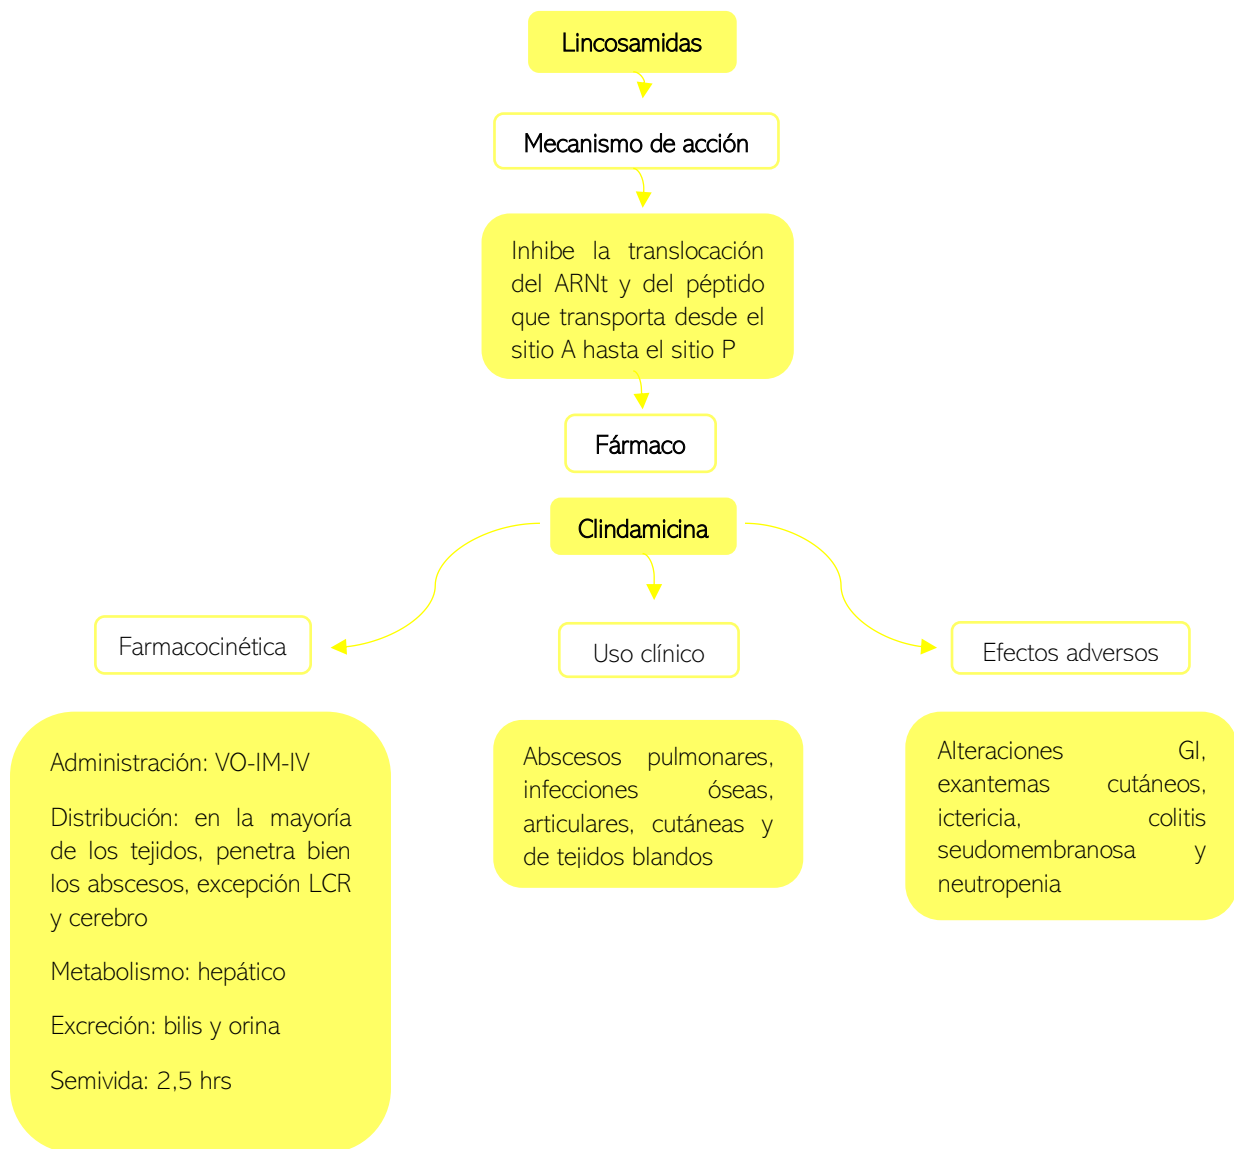 Lincosamidas
Mecanismo de acción
Inhibe la translocación
del ARNt y del péptido
que transporta desde el
sitio A hasta el sitio P
Fármaco
Clindamicina
Farmacocinética
Administración: VO-IM-IV
Distribución: en la mayoría
de los tejidos, penetra bien
los abscesos, excepción LCR
y cerebro
Metabolismo: hepático
Excreción: bilis y orina
Semivida: 2,5 hrs
Uso clínico
Abscesos pulmonares,
infecciones óseas,
articulares, cutáneas y
de tejidos blandos
Efectos adversos
Alteraciones GI,
exantemas cutáneos,
ictericia, colitis
seudomembranosa y
neutropenia